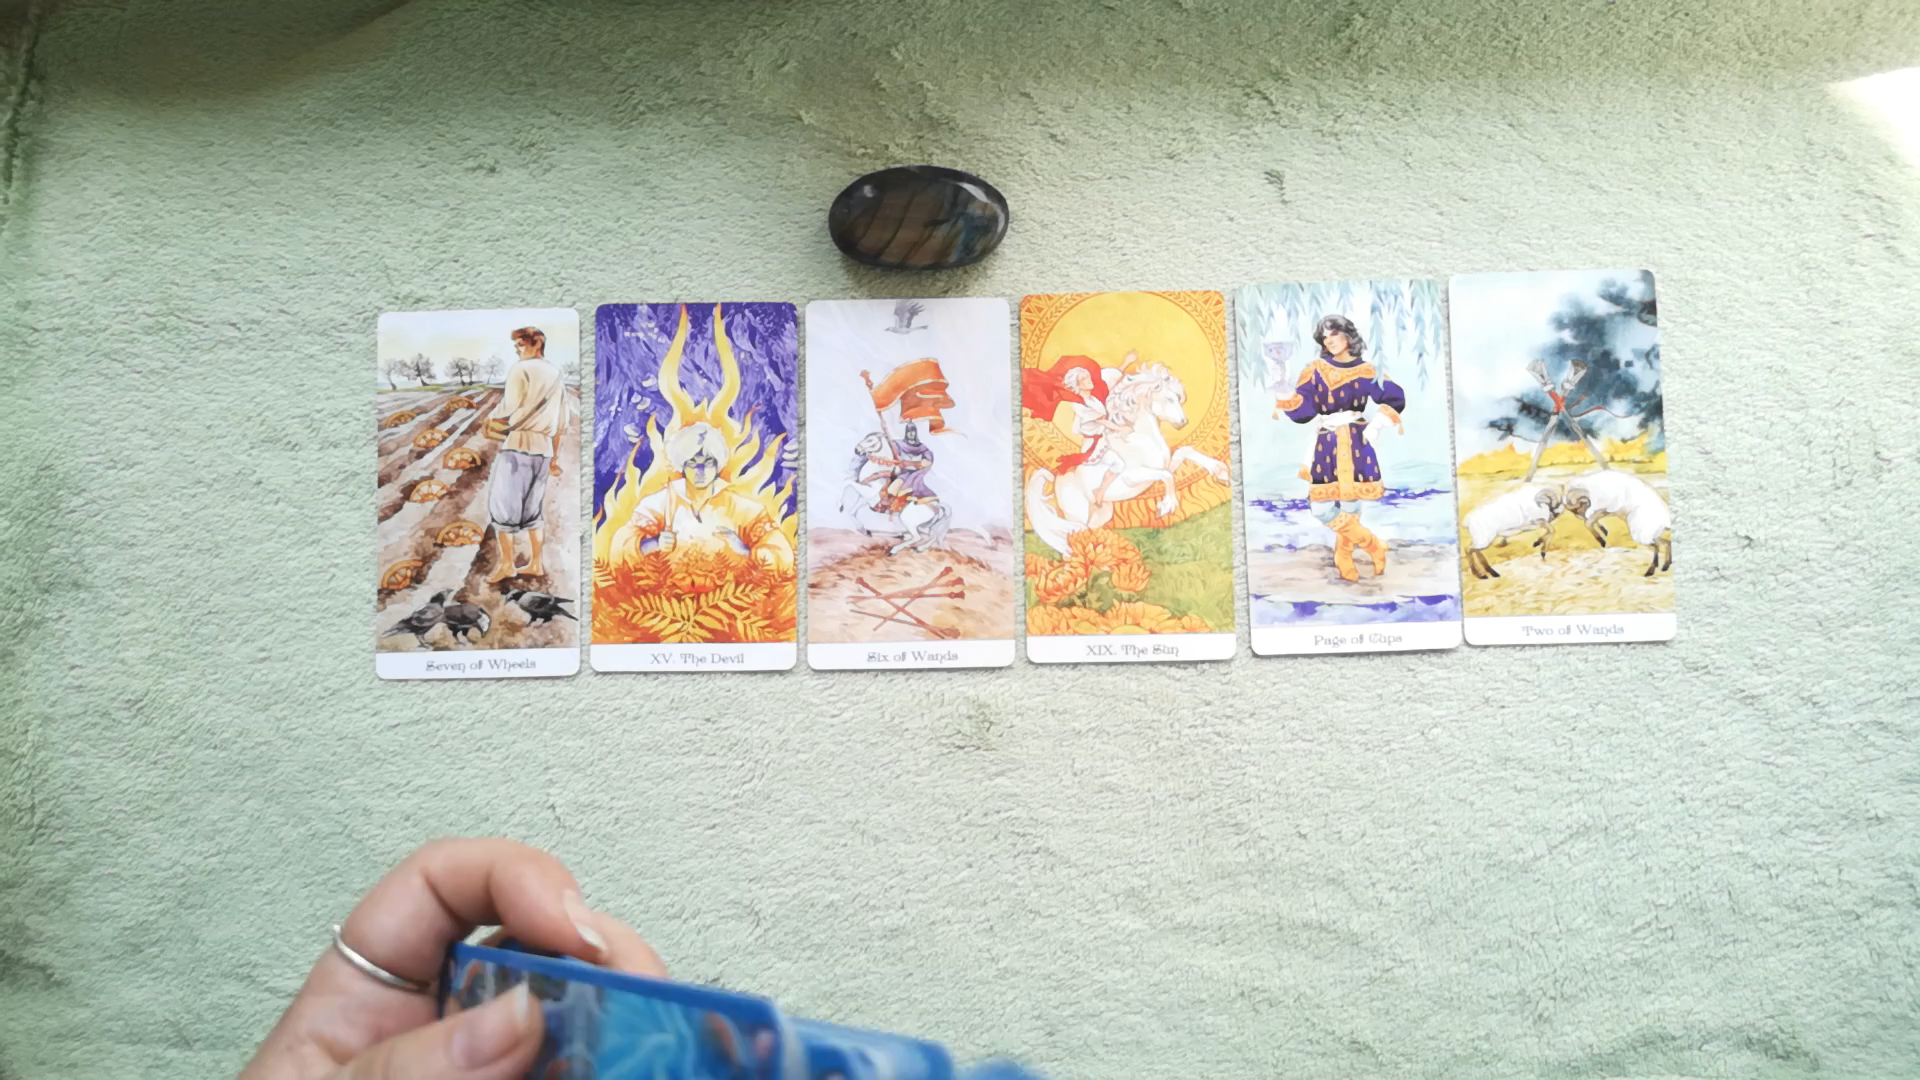 Seven of Wheels
XV. The Devil
Six of Wands
XIX. The Sun
Page of Cups
Two of Wands